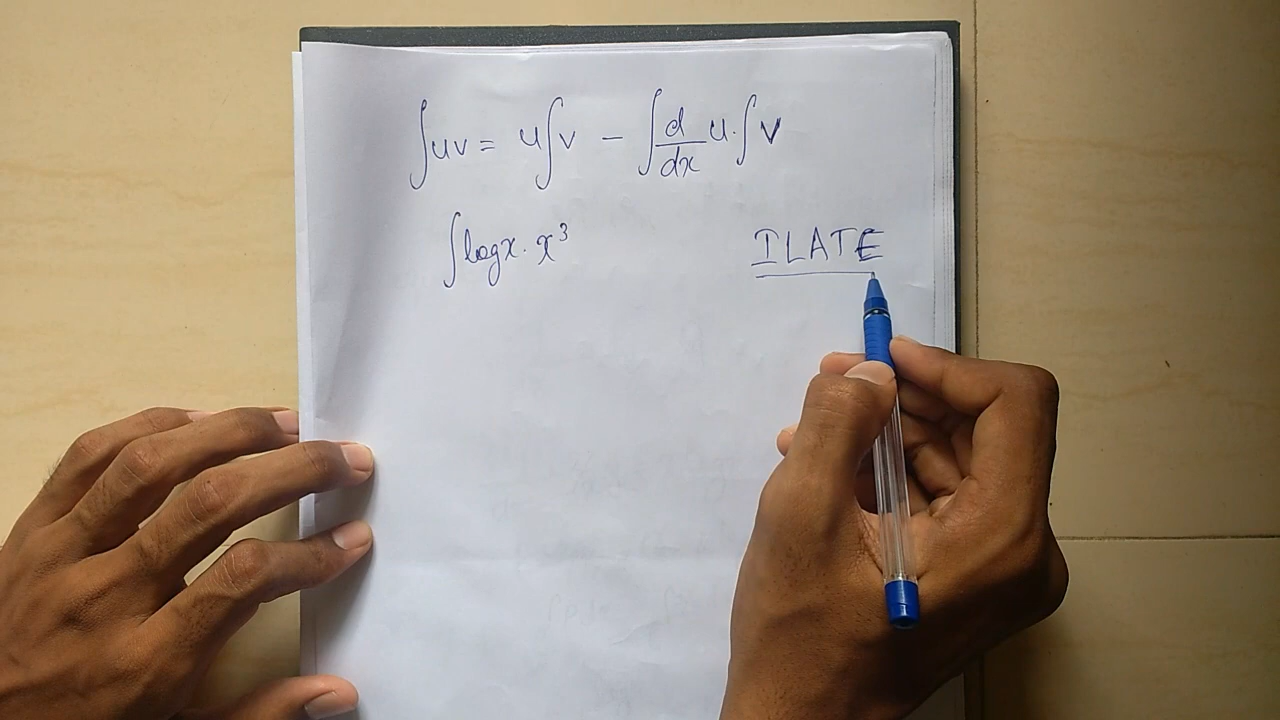 ∫uv = u∫v - ∫d/dx u·∫v
∫logx·x³ ILATE